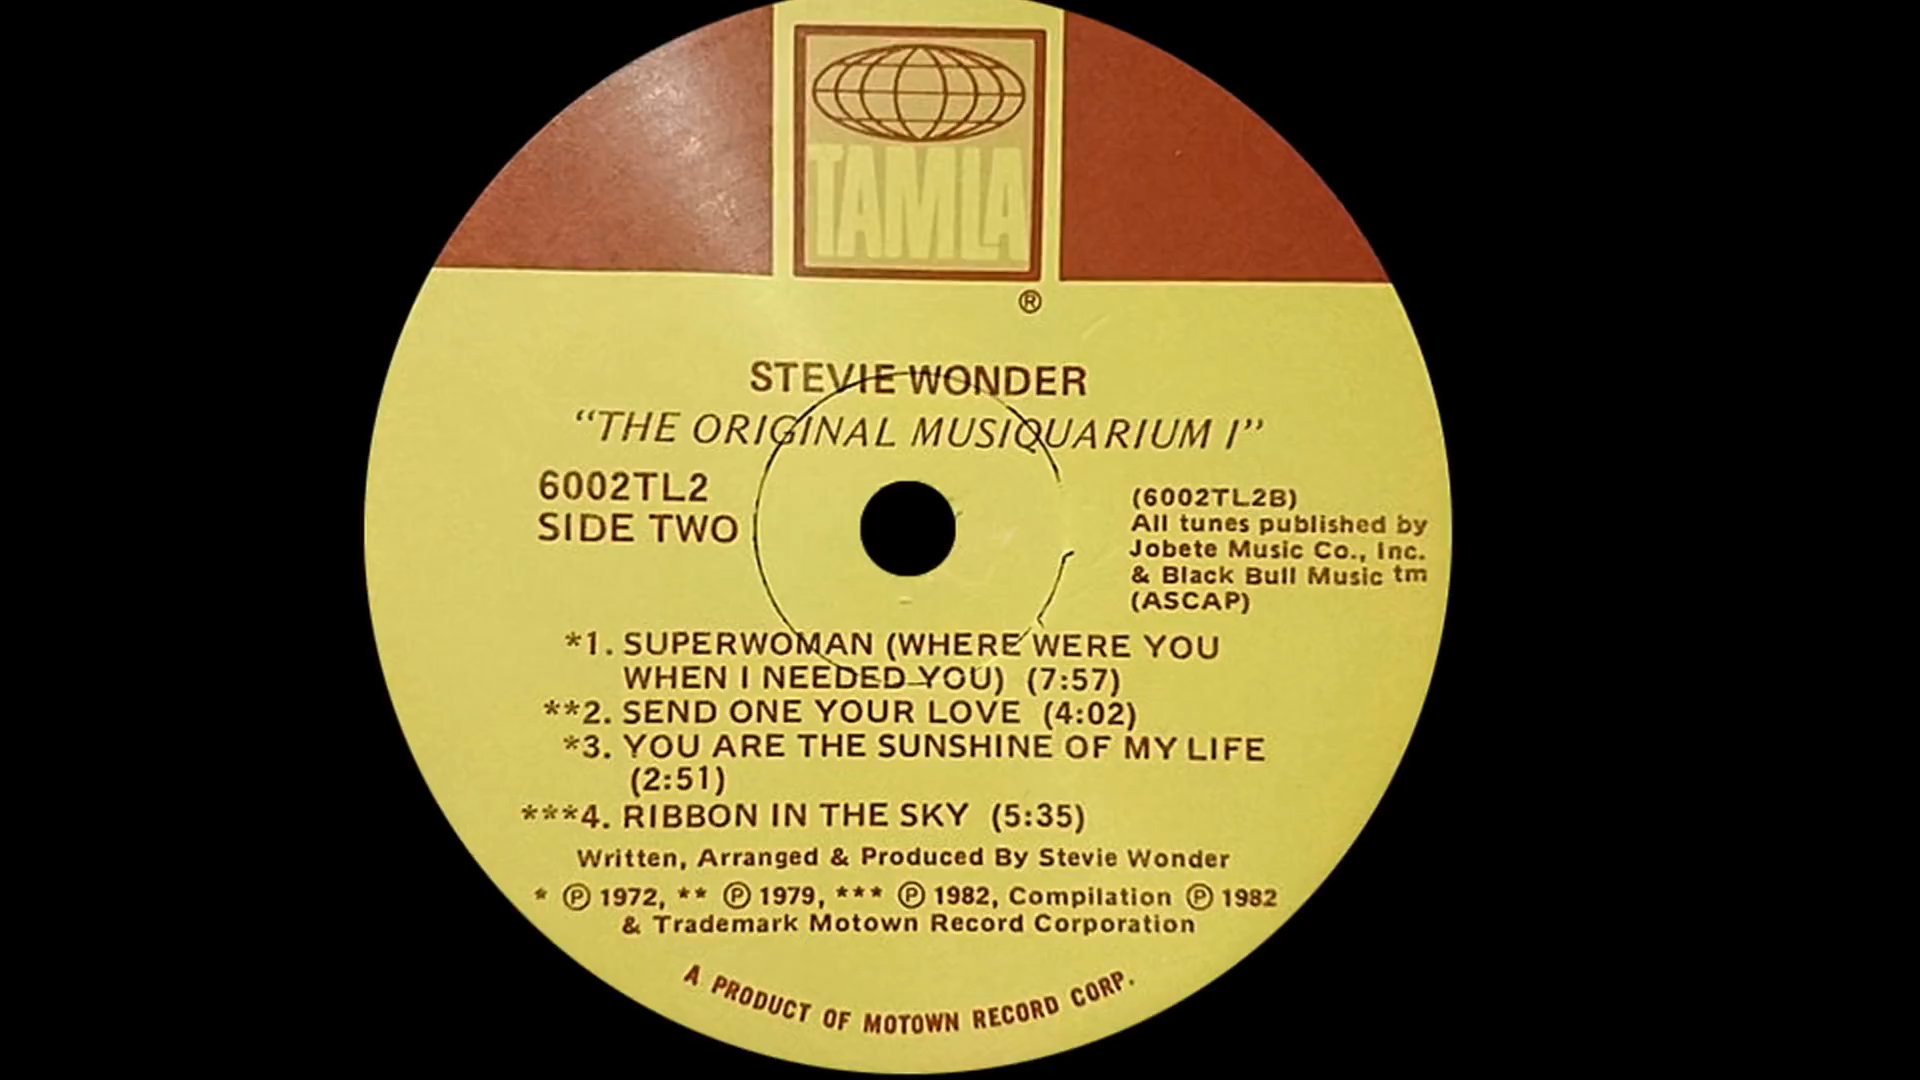 TAMLA
®
STEVIE WONDER
“THE ORIGINAL MUSIQUARIUM I”
6002TL2
SIDE TWO
(6002TL2B)
All tunes published by
Jobete Music Co., Inc.
& Black Bull Music tm
(ASCAP)
*1. SUPERWOMAN (WHERE WERE YOU
WHEN I NEEDED YOU) (7:57)
**2. SEND ONE YOUR LOVE (4:02)
*3. YOU ARE THE SUNSHINE OF MY LIFE
(2:51)
***4. RIBBON IN THE SKY (5:35)
Written, Arranged & Produced By Stevie Wonder
* ℗ 1972, ** ℗ 1979, *** ℗ 1982, Compilation ℗ 1982
& Trademark Motown Record Corporation
A PRODUCT OF MOTOWN RECORD CORP.